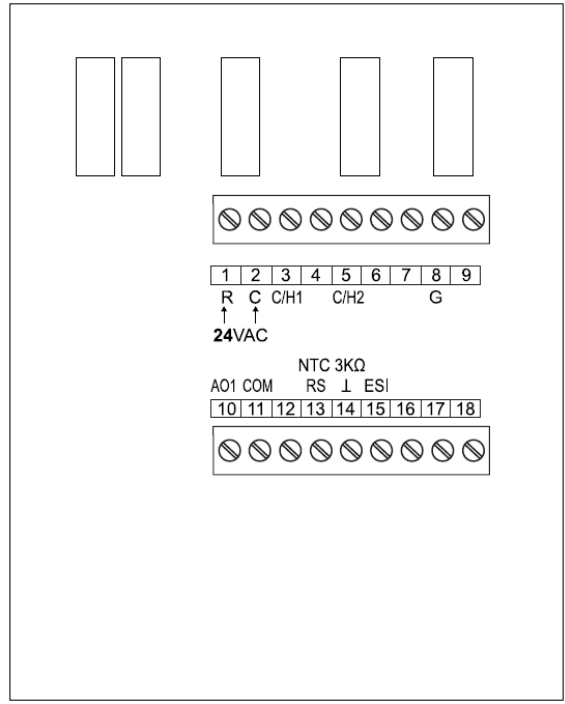 1 2 3 4 5 6 7 8 9
R C C/H1 C/H2 G
24VAC
NTC 3KΩ
AO1 COM RS ⊥ ESI
10 11 12 13 14 15 16 17 18